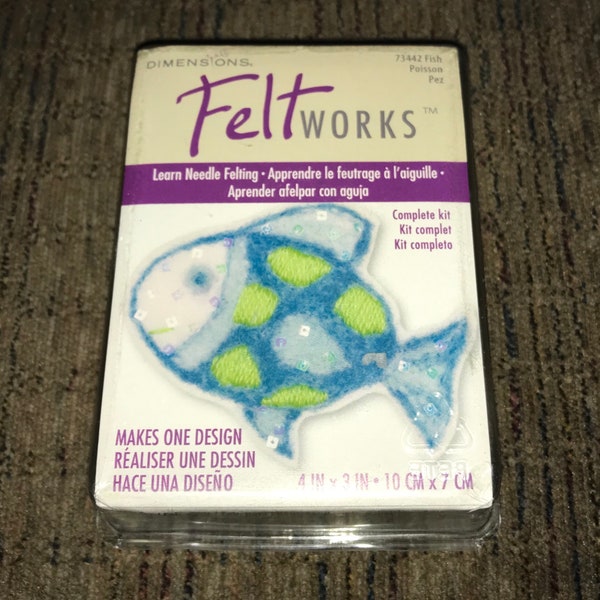 DIMENSIONS®
73442 Fish
Poisson
Pez
Felt WORKS™
Learn Needle Felting • Apprendre le feutrage à l'aiguille •
Aprender afelpar con aguja
Complete kit
Kit complet
Kit completo
MAKES ONE DESIGN
RÉALISER UNE DESSIN
HACE UNA DISEÑO
4 IN x 3 IN • 10 CM x 7 CM